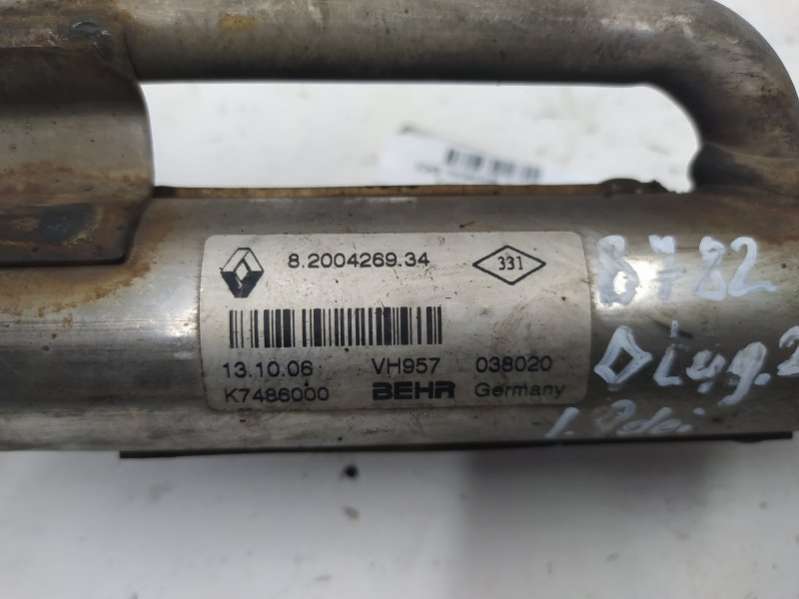 8.2004269.34
331
13.10.06 VH957 038020
K7486000 BEHR Germany